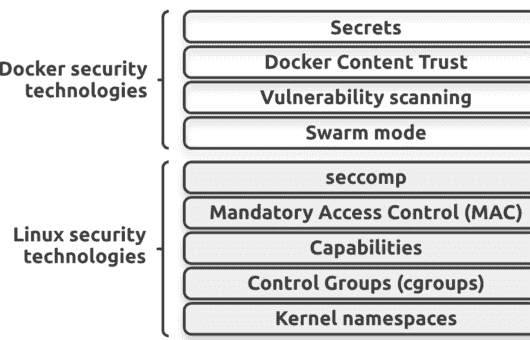 Docker security
technologies
Secrets
Docker Content Trust
Vulnerability scanning
Swarm mode
Linux security
technologies
seccomp
Mandatory Access Control (MAC)
Capabilities
Control Groups (cgroups)
Kernel namespaces